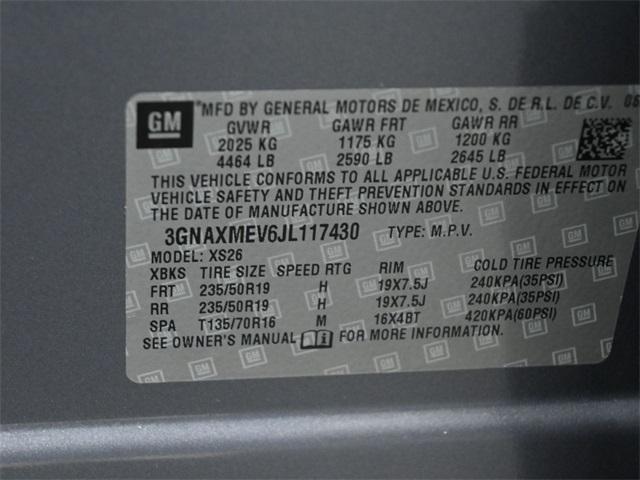 GM *MFD BY GENERAL MOTORS DE MEXICO, S. DE R.L. DE C.V.
GVWR GAWR FRT GAWR RR
2025 KG 1175 KG 1200 KG
4464 LB 2590 LB 2645 LB
THIS VEHICLE CONFORMS TO ALL APPLICABLE U.S. FEDERAL MOTOR
VEHICLE SAFETY AND THEFT PREVENTION STANDARDS IN EFFECT ON
THE DATE OF MANUFACTURE SHOWN ABOVE.
3GNAXMEV6JL117430 TYPE: M.P.V.
MODEL: XS26
XBKS TIRE SIZE SPEED RTG RIM COLD TIRE PRESSURE
FRT 235/50R19 H 19X7.5J 240KPA(35PSI)
RR 235/50R19 H 19X7.5J 240KPA(35PSI)
SPA T135/70R16 M 16X4BT 420KPA(60PSI)
SEE OWNER'S MANUAL FOR MORE INFORMATION.